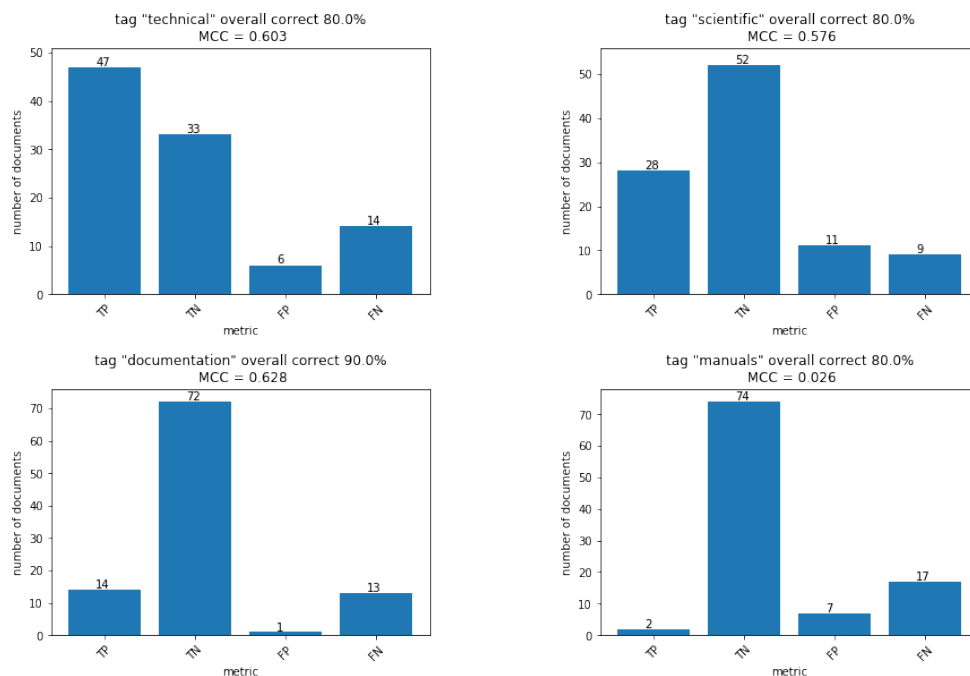 tag "technical" overall correct 80.0%
MCC = 0.603
50
40
30
20
10
0
number of documents
47
33
6
14
TP
TN
FP
FN
metric
tag "scientific" overall correct 80.0%
MCC = 0.576
50
40
30
20
10
0
number of documents
28
52
11
9
TP
TN
FP
FN
metric
tag "documentation" overall correct 90.0%
MCC = 0.628
70
60
50
40
30
20
10
0
number of documents
14
72
1
13
TP
TN
FP
FN
metric
tag "manuals" overall correct 80.0%
MCC = 0.026
70
60
50
40
30
20
10
0
number of documents
2
74
7
17
TP
TN
FP
FN
metric